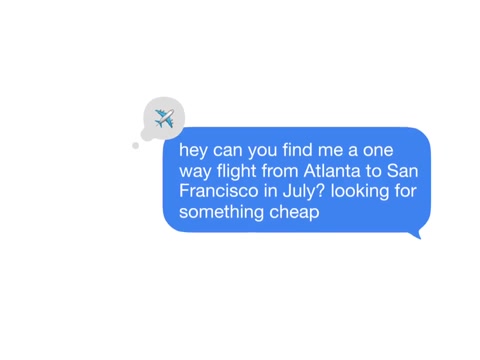 hey can you find me a one
way flight from Atlanta to San
Francisco in July? looking for
something cheap